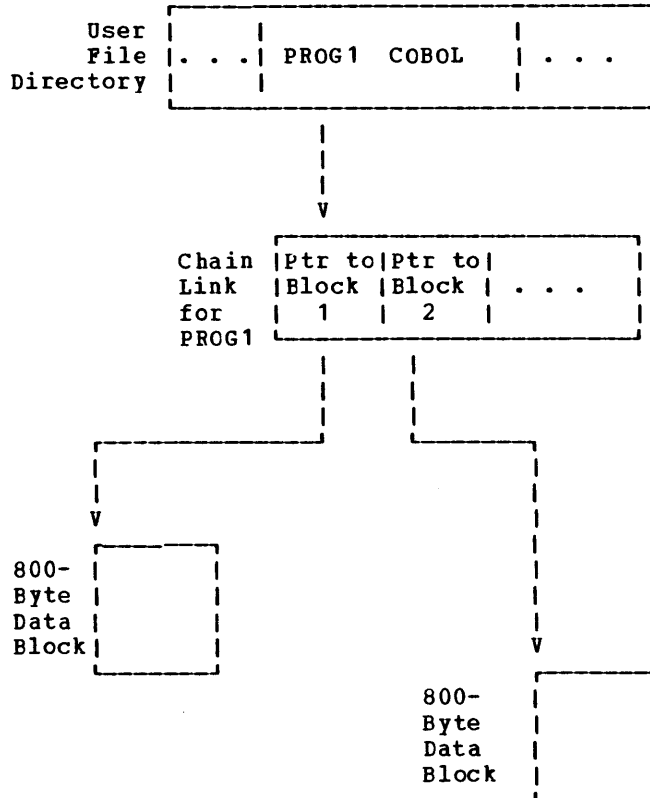 User
File . . . PROG1 COBOL . . .
Directory
Chain Ptr to Ptr to
Link Block Block . . .
for 1 2
PROG1
V
800-
Byte
Data
Block
V
800-
Byte
Data
Block